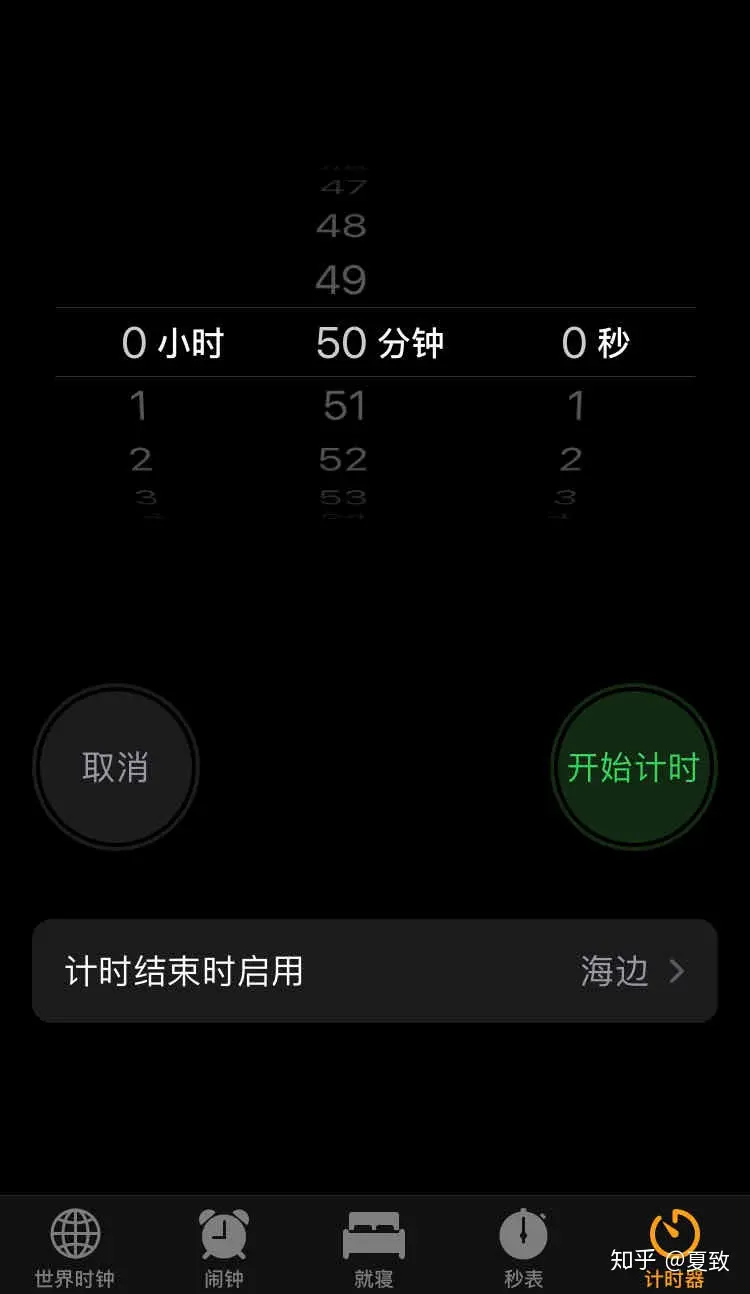 47
48
49
0 小时 50 分钟 0 秒
1 51 1
2 52 2
3 53 3
取消 开始计时
计时结束时启用 海边
世界时钟 闹钟 就寝 秒表 计时器
知乎 @夏致